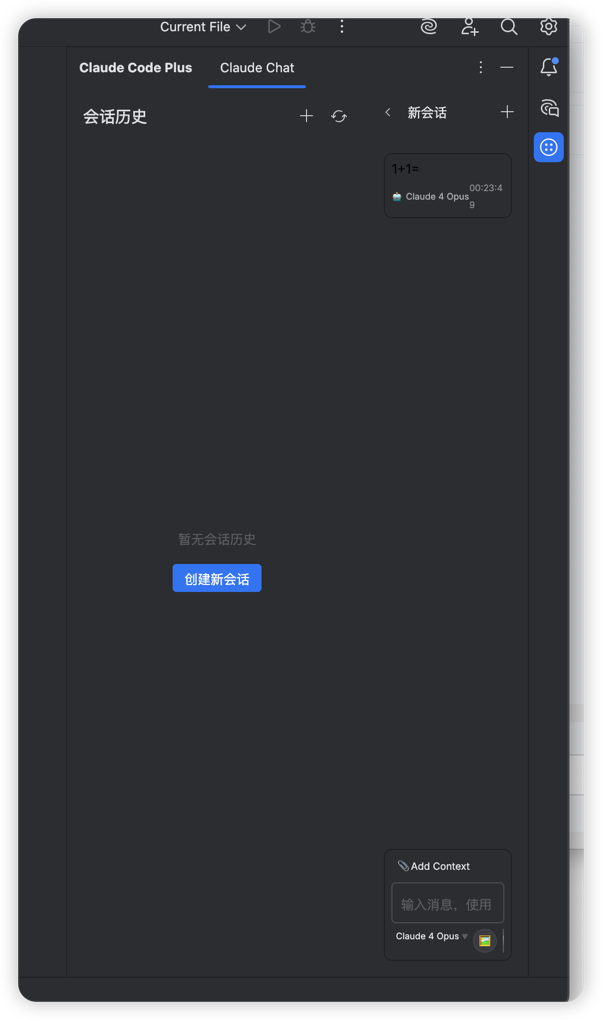 Current File
Claude Code Plus
Claude Chat
会话历史
新会话
1+1=
Claude 4 Opus
00:23:4
9
暂无会话历史
创建新会话
Add Context
输入消息，使用
Claude 4 Opus